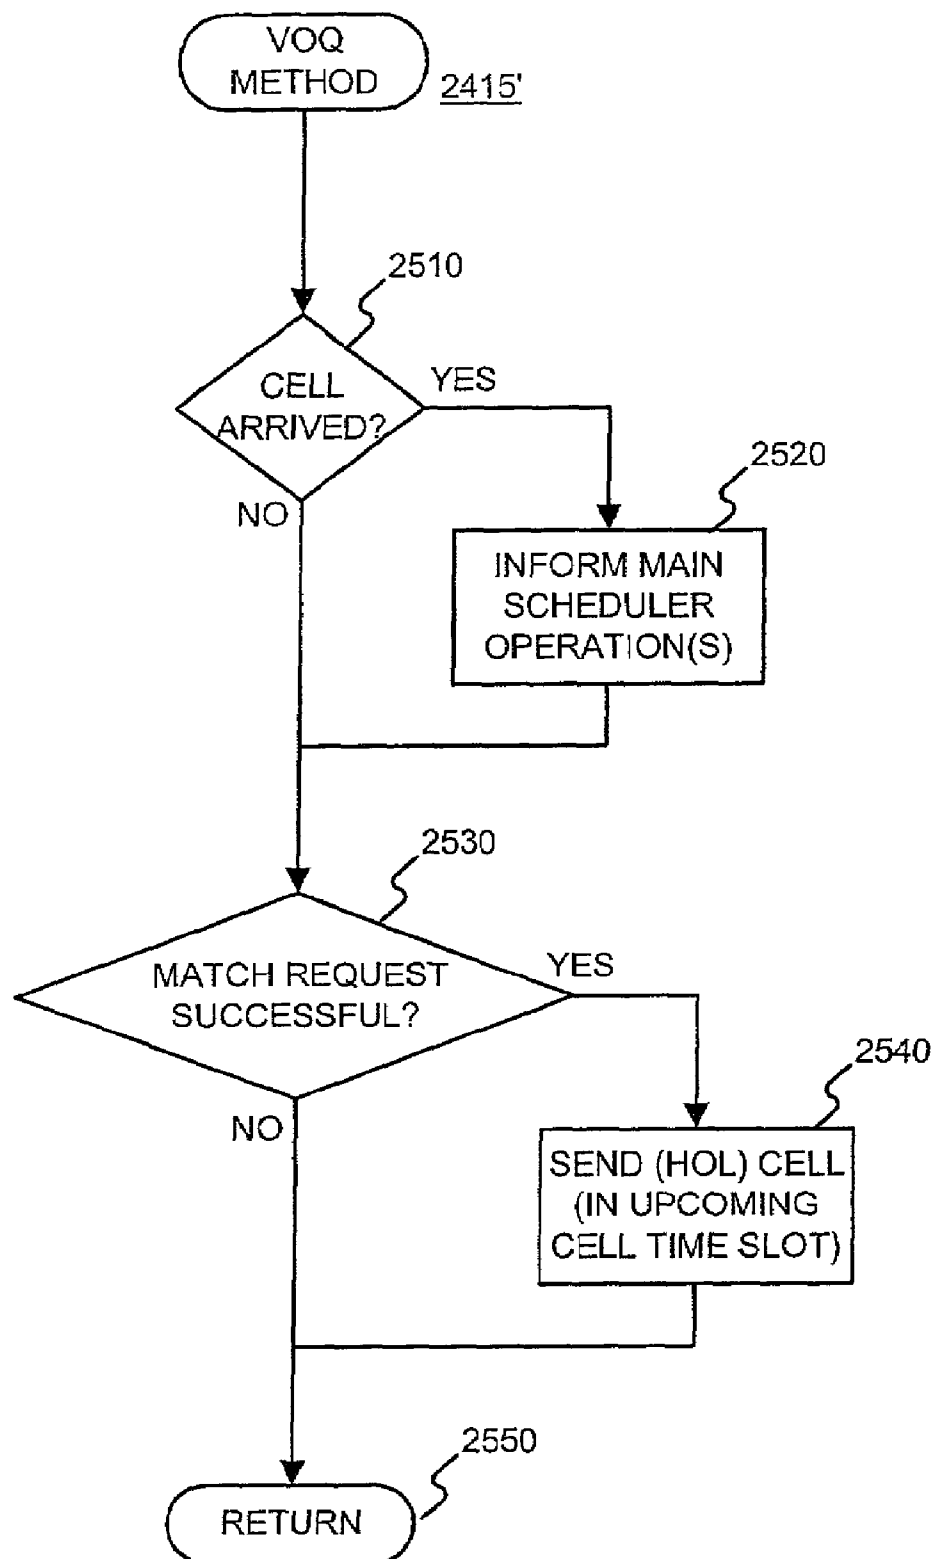 VOQ
METHOD
2415'
2510
CELL
ARRIVED?
YES
NO
2520
INFORM MAIN
SCHEDULER
OPERATION(S)
2530
MATCH REQUEST
SUCCESSFUL?
YES
NO
2540
SEND (HOL) CELL
(IN UPCOMING
CELL TIME SLOT)
2550
RETURN